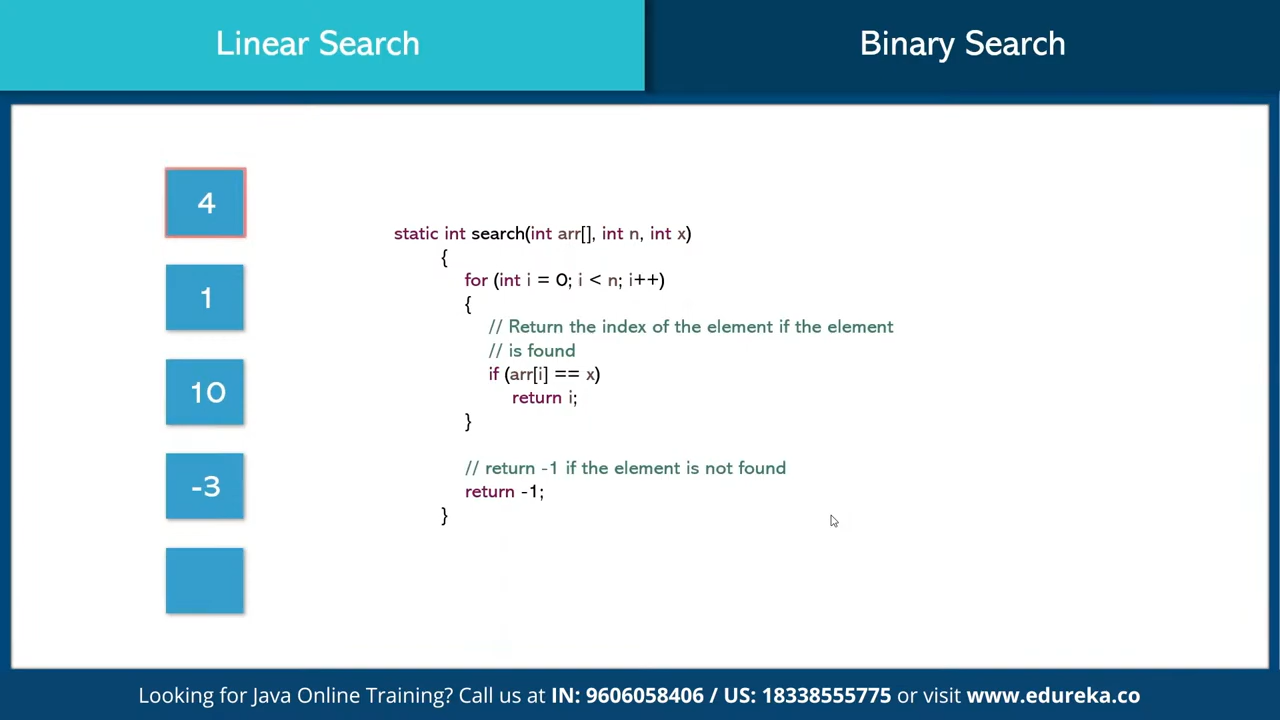 Linear Search
Binary Search
4
1
10
-3
static int search(int arr[], int n, int x)
{
for (int i = 0; i < n; i++)
{
// Return the index of the element if the element
// is found
if (arr[i] == x)
return i;
}
// return -1 if the element is not found
return -1;
}
Looking for Java Online Training? Call us at IN: 9606058406 / US: 18338555775 or visit www.edureka.co